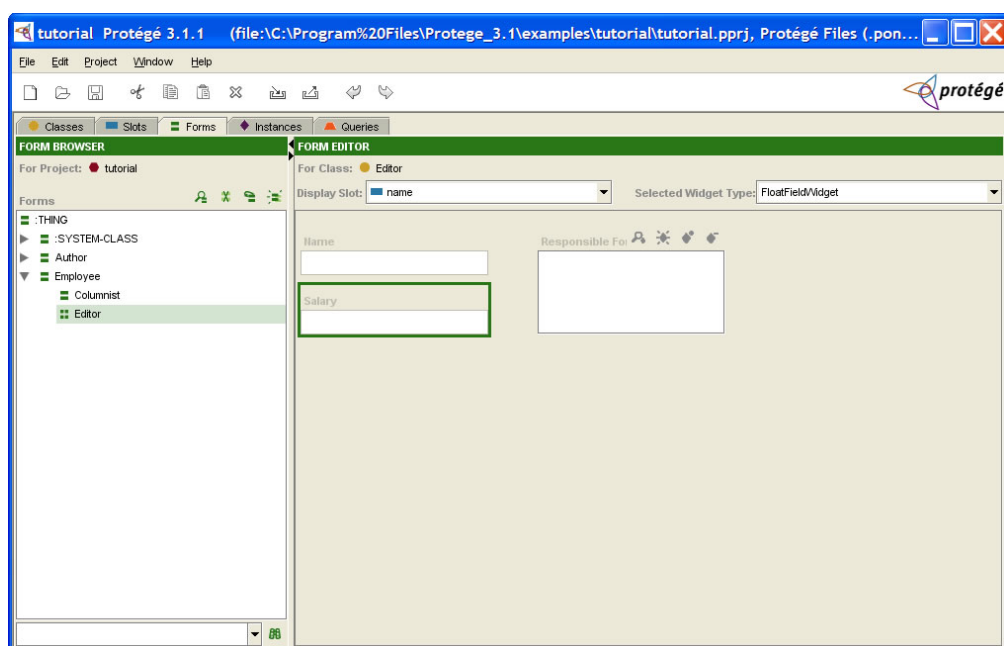 tutorial Protégé 3.1.1 (file:\C:\Program%20Files\Protege_3.1\examples\tutorial\tutorial.pprj, Protégé Files (.pon...
File Edit Project Window Help
protégé
Classes Slots Forms Instances Queries
FORM BROWSER
For Project: tutorial
Forms
:THING
:SYSTEM-CLASS
Author
Employee
Columnist
Editor
FORM EDITOR
For Class: Editor
Display Slot: name Selected Widget Type: FloatFieldWidget
Name
Responsible For
Salary